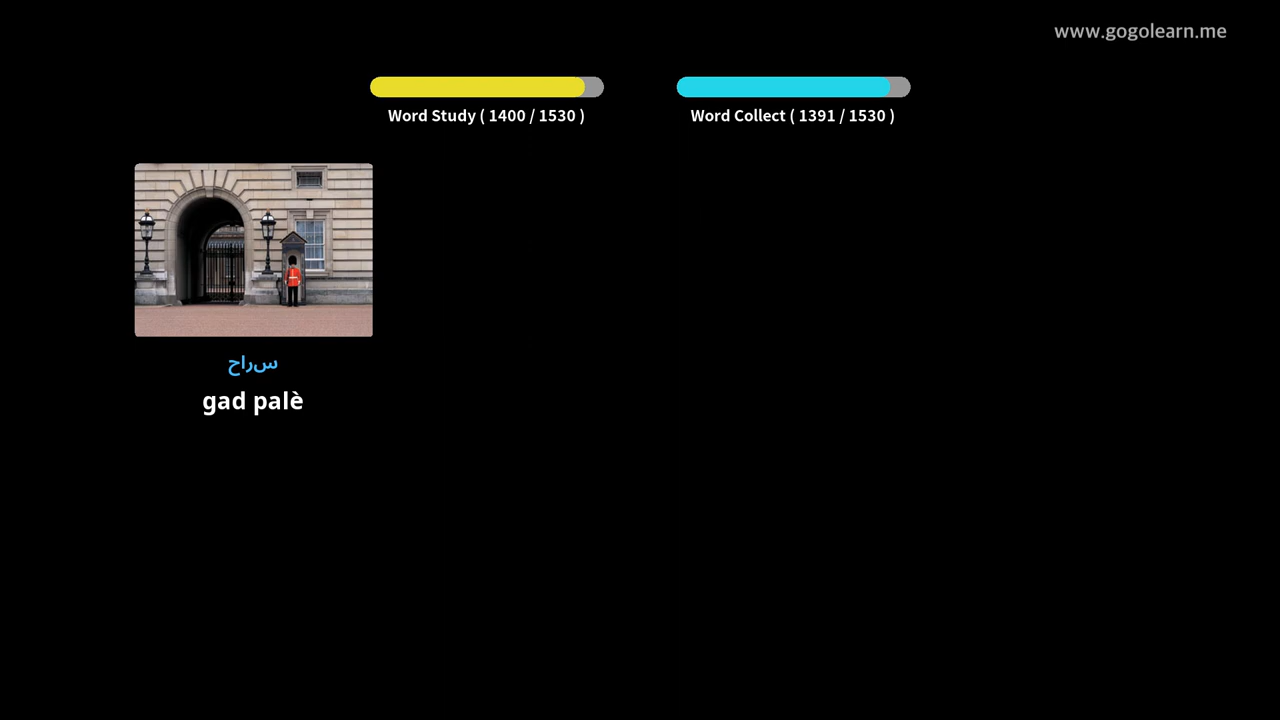 www.gogolearn.me
Word Study ( 1400 / 1530 )
Word Collect ( 1391 / 1530 )
سراح
gad palè